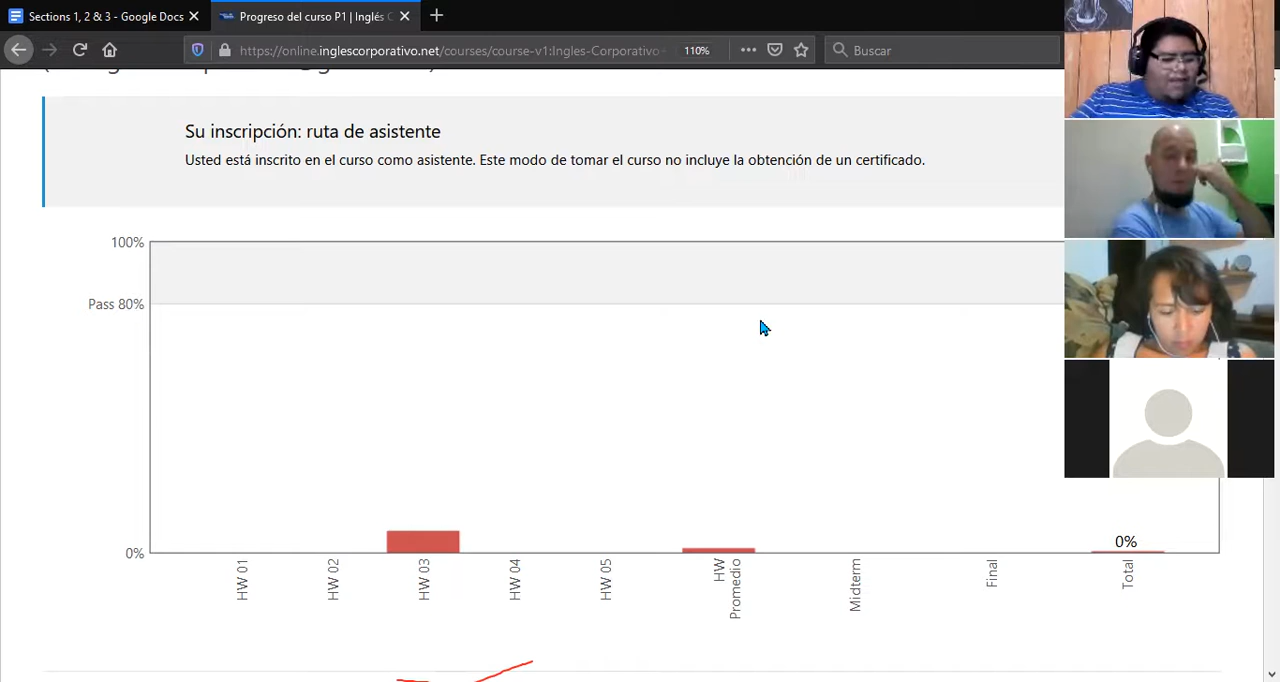 Sections 1, 2 & 3 - Google Docs
Progreso del curso P1 | Inglés C
https://online.inglescorporativo.net/courses/course-v1:Ingles-Corporativo
110%
Buscar
Su inscripción: ruta de asistente
Usted está inscrito en el curso como asistente. Este modo de tomar el curso no incluye la obtención de un certificado.
100%
Pass 80%
0%
0%
HW 01
HW 02
HW 03
HW 04
HW 05
HW
Promedio
Midterm
Final
Total